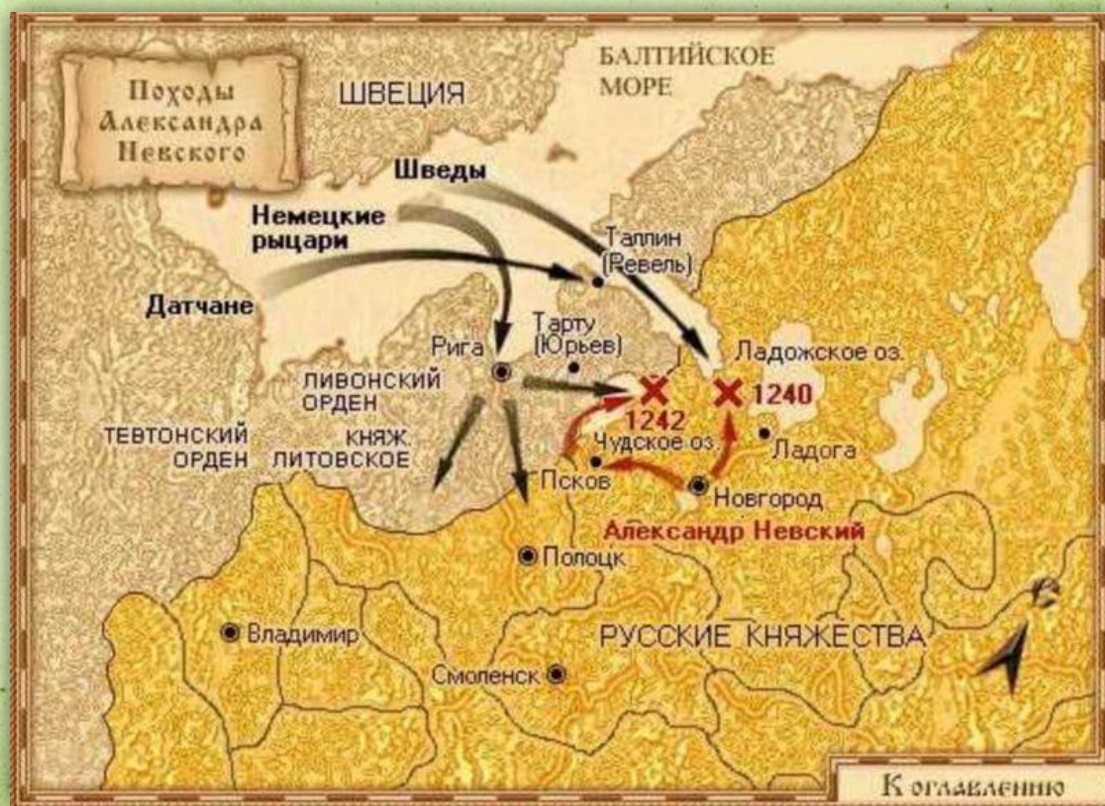 Походы
Александра
Невского
БАЛТИЙСКОЕ
МОРЕ
ШВЕЦИЯ
Шведы
Немецкие
рыцари
Таллин
(Ревель)
Датчане
Тарту
(Юрьев)
Рига
Ладожское оз.
ЛИВОНСКИЙ
ОРДЕН
1240
1242
ТЕВТОНСКИЙ
ОРДЕН
КНЯЖ.
ЛИТОВСКОЕ
Чудское оз.
Ладога
Псков
Новгород
Александр Невский
Полоцк
Владимир
РУССКИЕ КНЯЖЕСТВА
Смоленск
К оглавлению